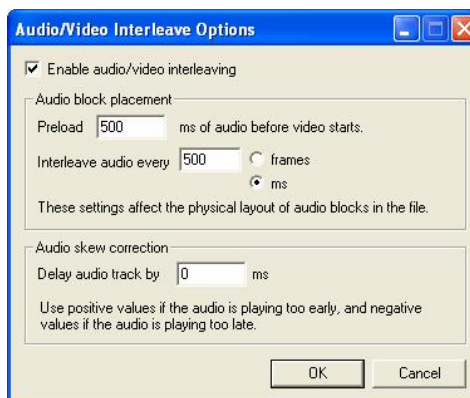 Audio/Video Interleave Options
Enable audio/video interleaving
Audio block placement
Preload 500 ms of audio before video starts.
Interleave audio every 500 frames
ms
These settings affect the physical layout of audio blocks in the file.
Audio skew correction
Delay audio track by 0 ms
Use positive values if the audio is playing too early, and negative
values if the audio is playing too late.
OK Cancel